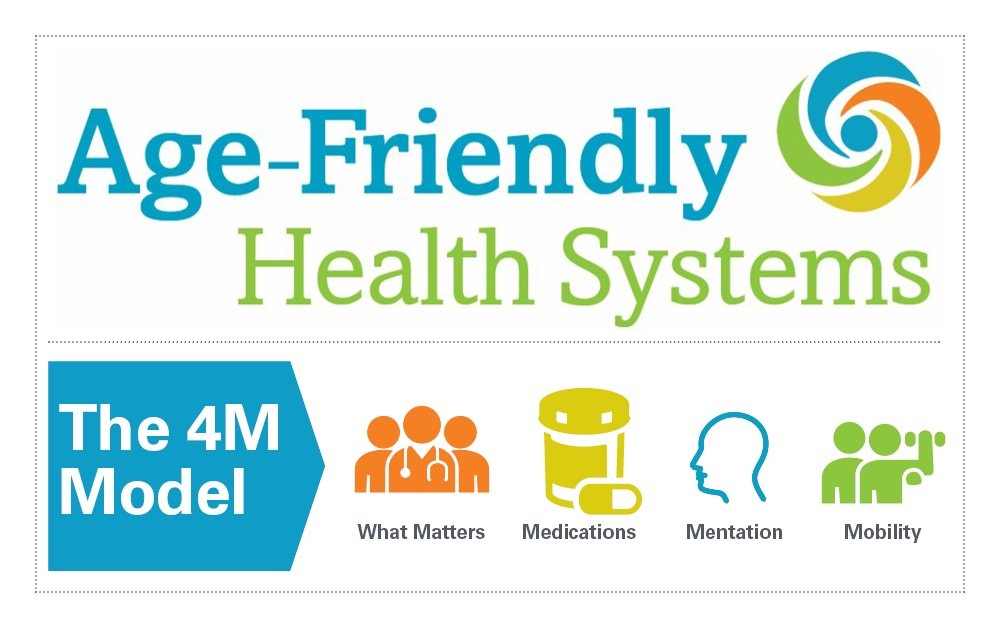 Age-Friendly
Health Systems
The 4M
Model
What Matters
Medications
Mentation
Mobility